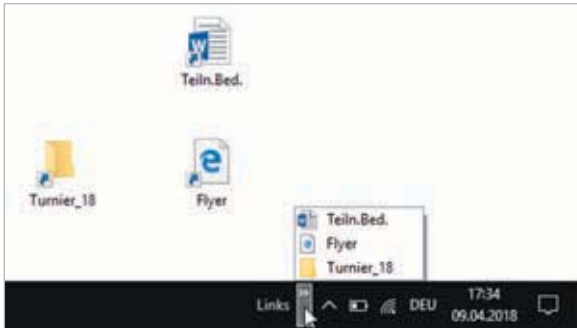 Teiln.Bed.
Turnier_18
Flyer
Teiln.Bed.
Flyer
Turnier_18
Links
DEU
17:34
09.04.2018